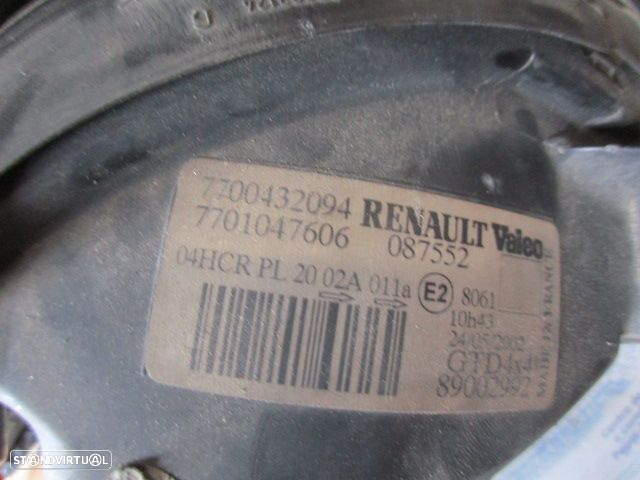 7700432094
7701047606
RENAULT Valeo
087552
04HCR PL 20 02A 011a E2 8061
10h43
24/05/2002
GTD4x4
89002992
MADE IN FRANCE
STANDVIRTUAL